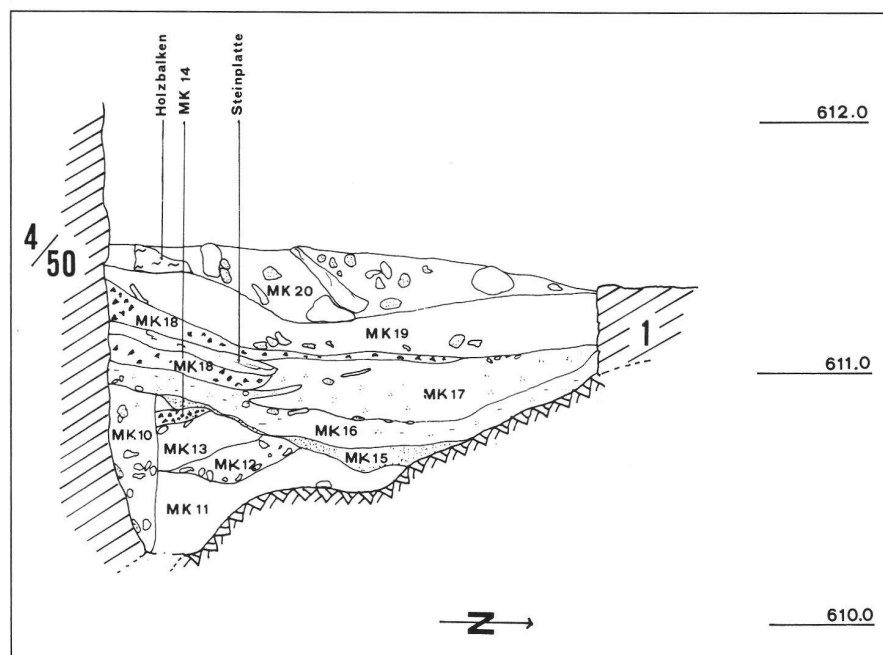 Holzbalken
MK 14
Steinplatte
612.0
4/50
MK 20
MK 18
MK 19
1
611.0
MK 18
MK 17
MK 10
MK 16
MK 13
MK 12
MK 15
MK 11
N
610.0